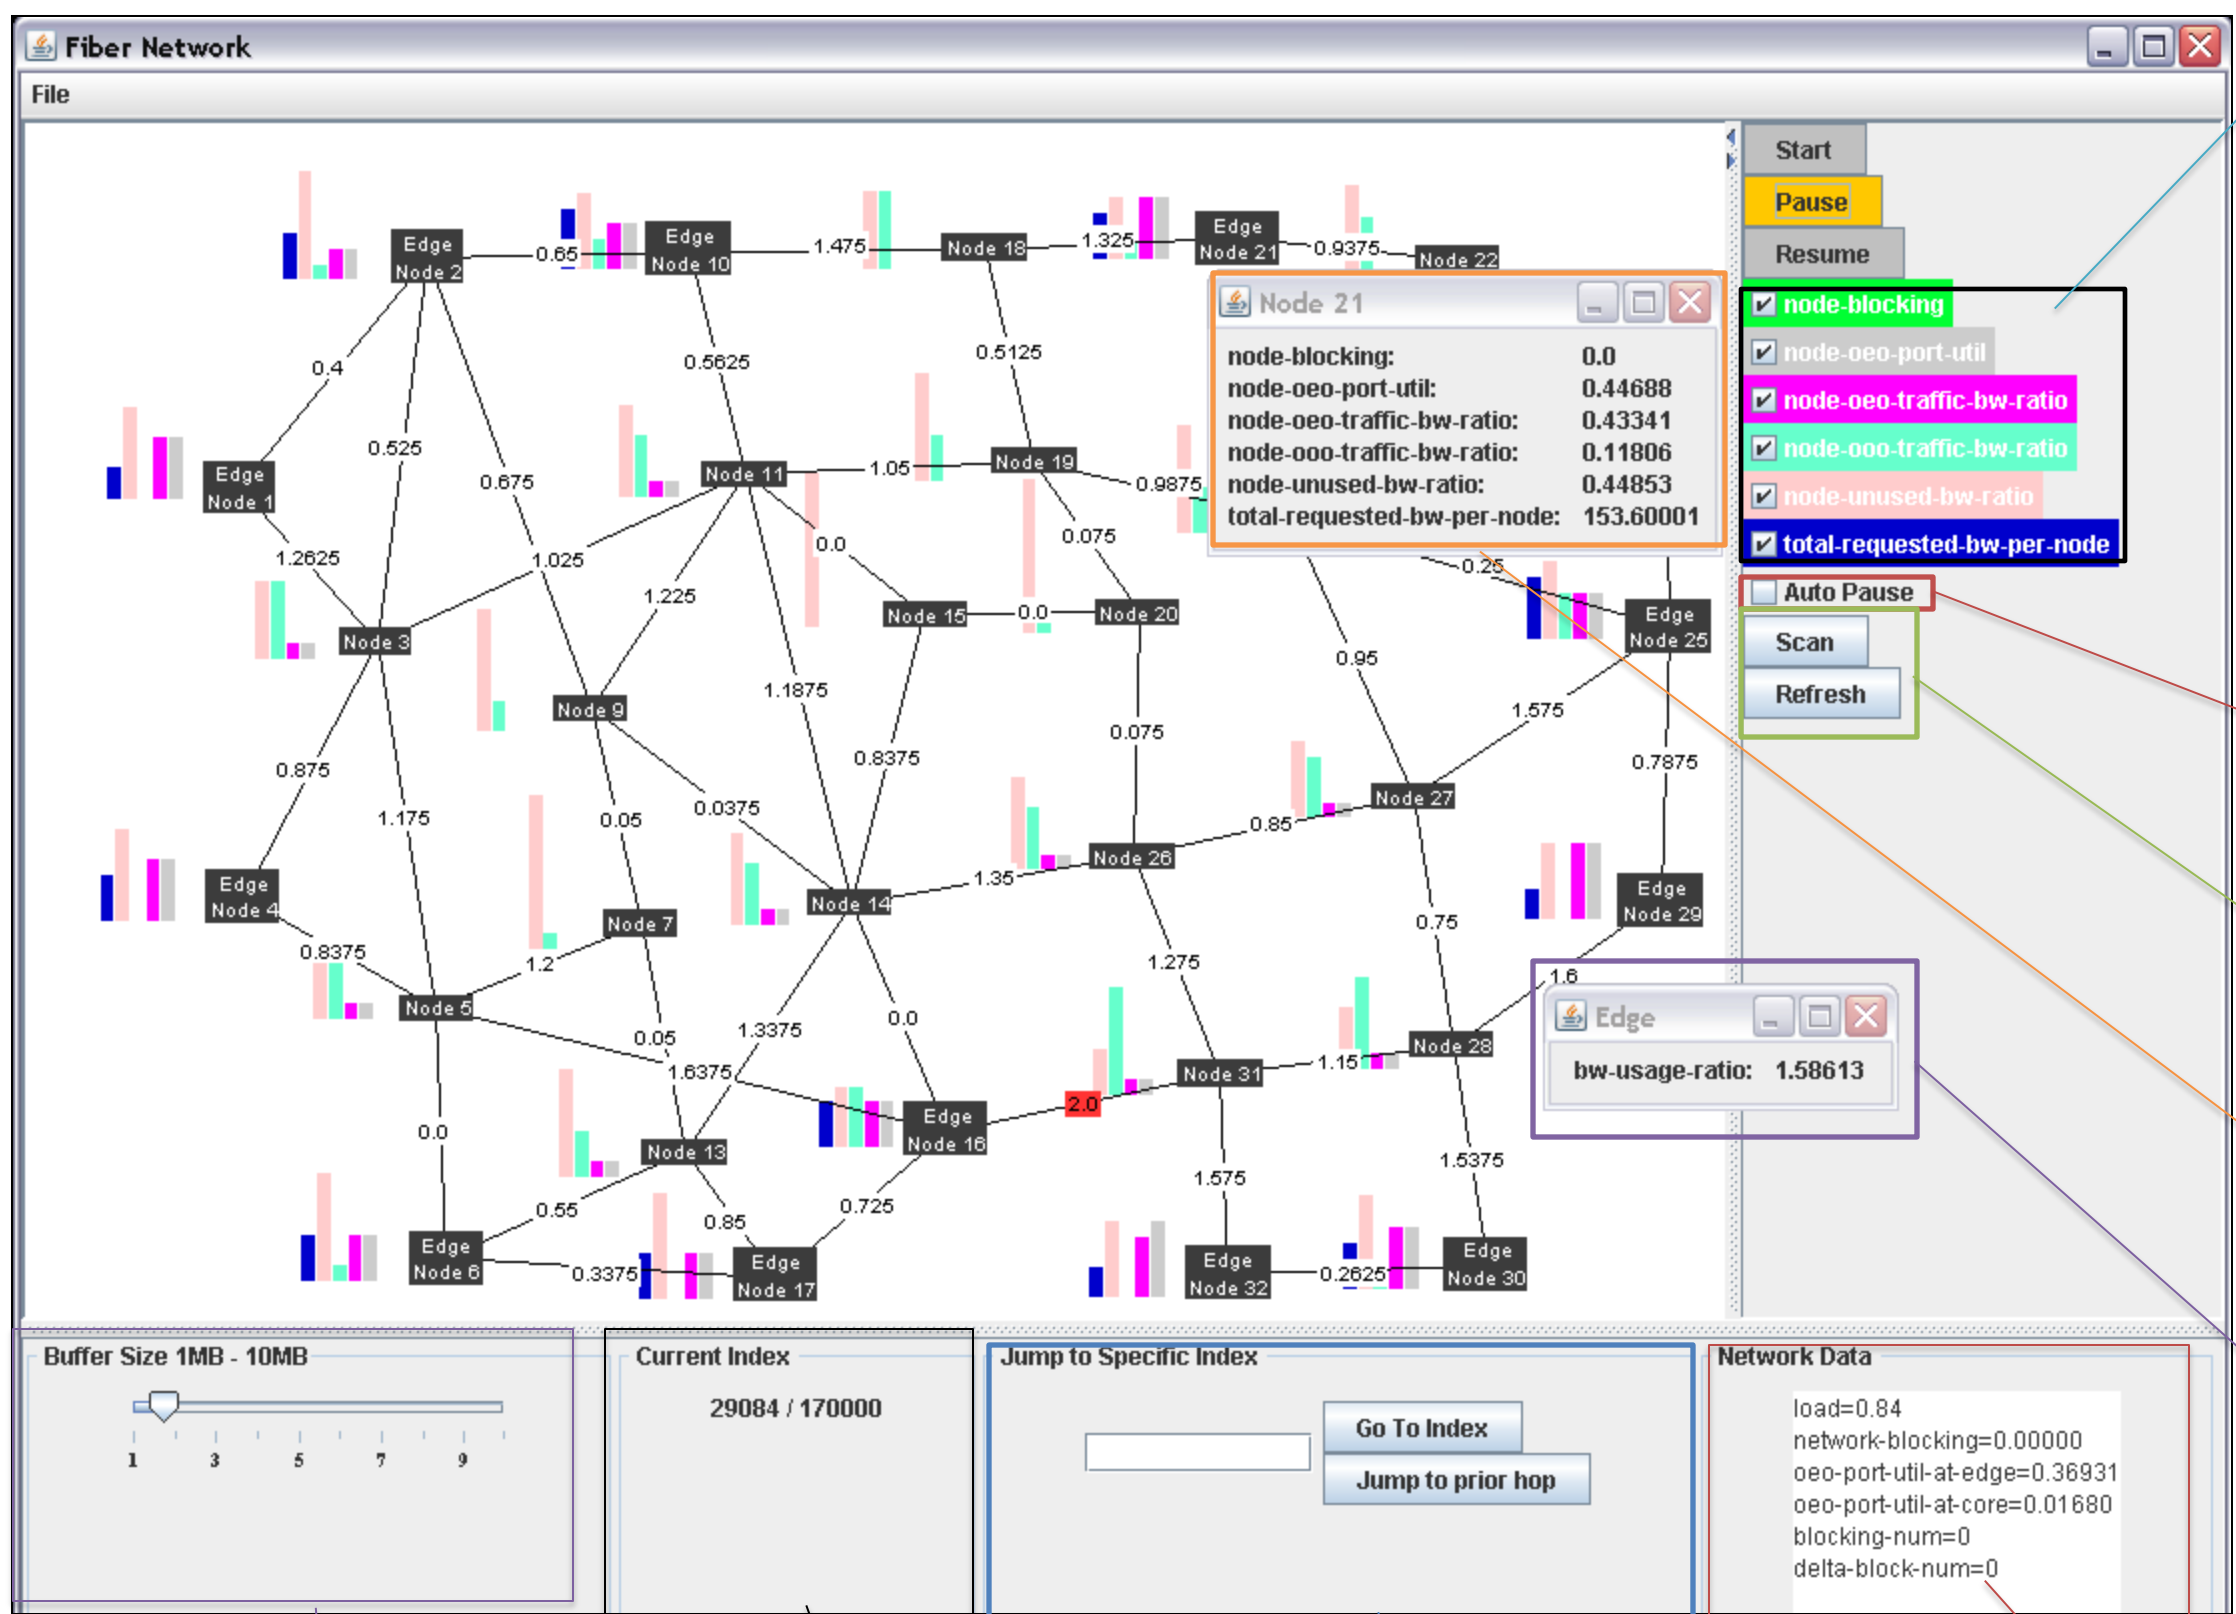 Fiber Network
File
Start
Pause
Resume
node-blocking
node-oeo-port-util
node-oeo-traffic-bw-ratio
node-ooo-traffic-bw-ratio
node-unused-bw-ratio
total-requested-bw-per-node
Auto Pause
Scan
Refresh
Edge
Node 2
0.65
Edge
Node 10
1.475
Node 18
1.325
Edge
Node 21
0.9375
Node 22
Node 21
node-blocking: 0.0
node-oeo-port-util: 0.44688
node-oeo-traffic-bw-ratio: 0.43341
node-ooo-traffic-bw-ratio: 0.11806
node-unused-bw-ratio: 0.44853
total-requested-bw-per-node: 153.60001
0.4
0.5625
0.5125
0.525
0.675
Edge
Node 1
Node 11
1.05
Node 19
0.9875
1.2625
1.025
0.0
0.075
0.25
1.225
Node 3
Node 15
0.0
Node 20
Edge
Node 25
0.95
1.1875
Node 9
1.575
0.075
0.875
0.8375
0.7875
1.175
0.05
0.0375
Node 27
0.85
Node 26
1.35
Edge
Node 4
Node 7
Node 14
Edge
Node 29
0.75
0.8375
1.2
1.275
1.6
Node 5
0.05
1.3375
0.0
Edge
bw-usage-ratio: 1.58613
1.6375
Node 28
1.15
Node 31
2.0
Edge
Node 16
0.0
Node 13
1.5375
1.575
0.55
0.85
0.725
Edge
Node 6
0.3375
Edge
Node 17
Edge
Node 32
0.2625
Edge
Node 30
Buffer Size 1MB - 10MB
1 3 5 7 9
Current Index
29084 / 170000
Jump to Specific Index
Go To Index
Jump to prior hop
Network Data
load=0.84
network-blocking=0.00000
oeo-port-util-at-edge=0.36931
oeo-port-util-at-core=0.01680
blocking-num=0
delta-block-num=0